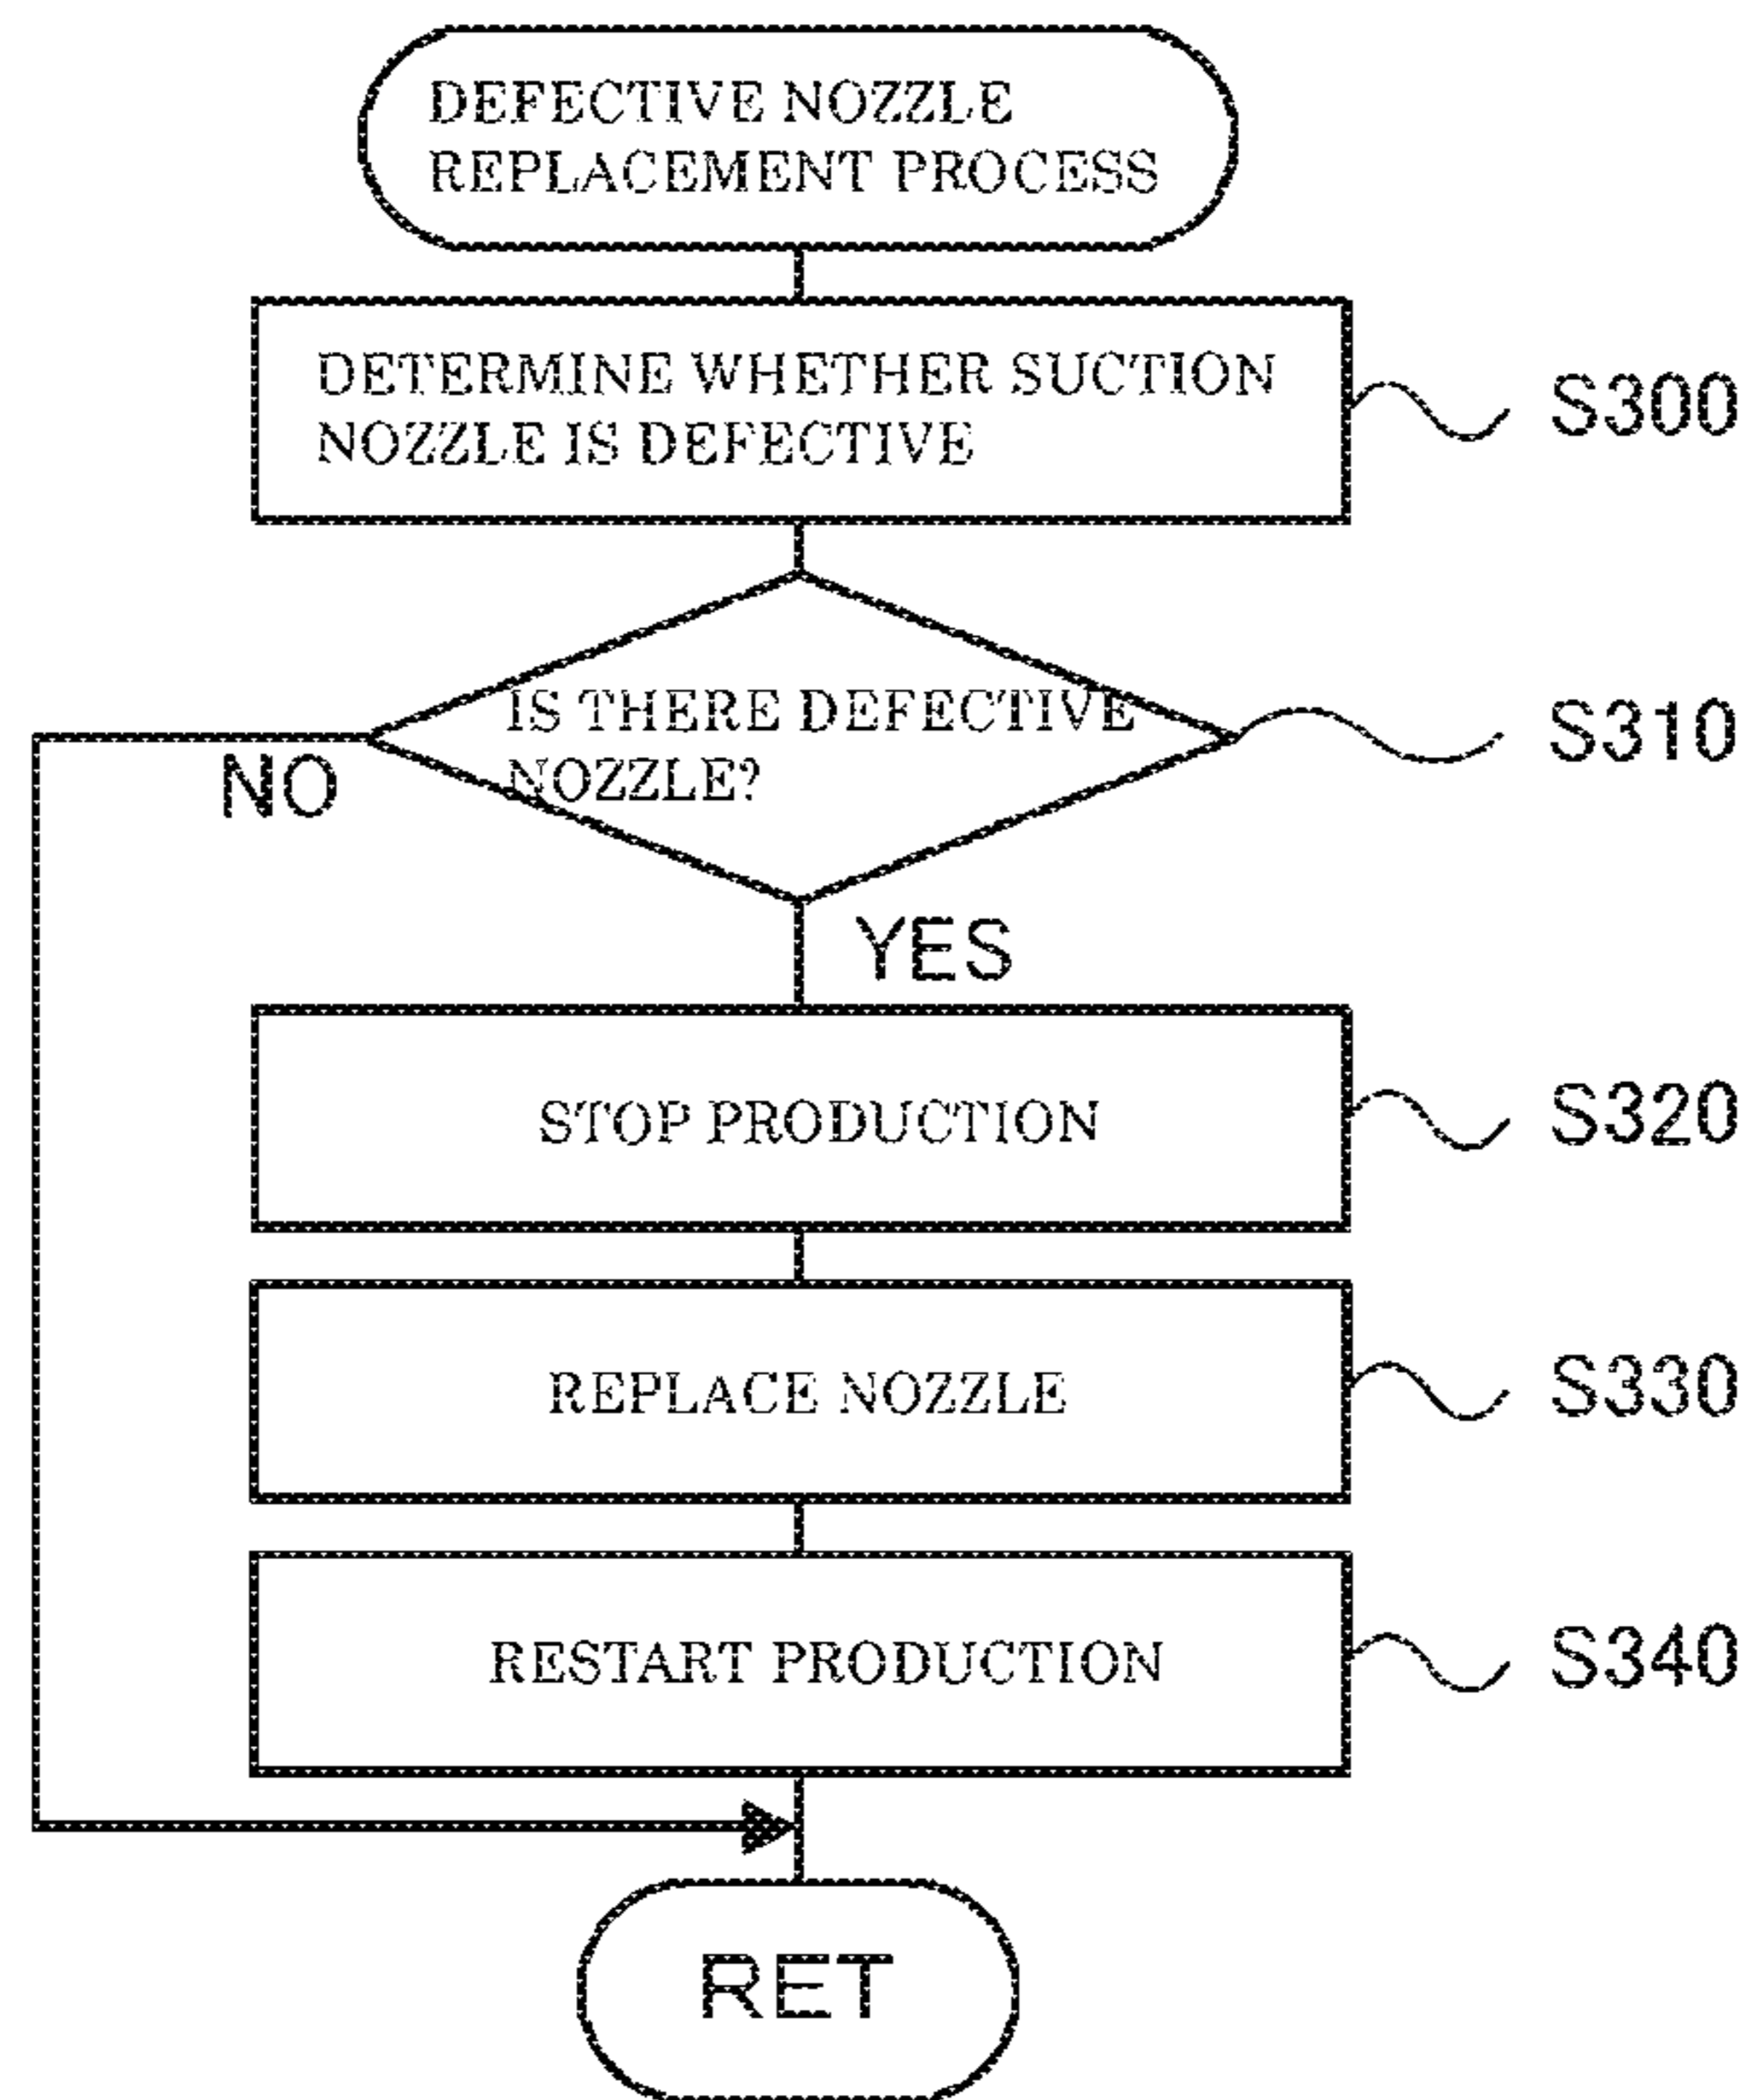 DEFECTIVE NOZZLE
REPLACEMENT PROCESS
DETERMINE WHETHER SUCTION
NOZZLE IS DEFECTIVE
S300
IS THERE DEFECTIVE
NOZZLE?
S310
NO
YES
STOP PRODUCTION
S320
REPLACE NOZZLE
S330
RESTART PRODUCTION
S340
RET